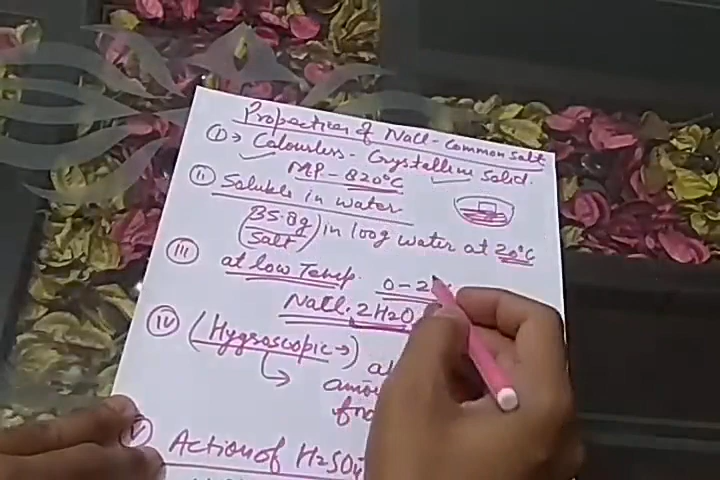 Properties of NaCl - Common Salt
(I) → Colourless - Crystalline Solid.
MP - 820°C
(II) Soluble in water
(35.8g Salt) in 100g water at 20°C
(III) at low Temp. 0 - 2
NaCl. 2H2O
(IV) (Hygroscopic →)
(V) Action of H2SO4